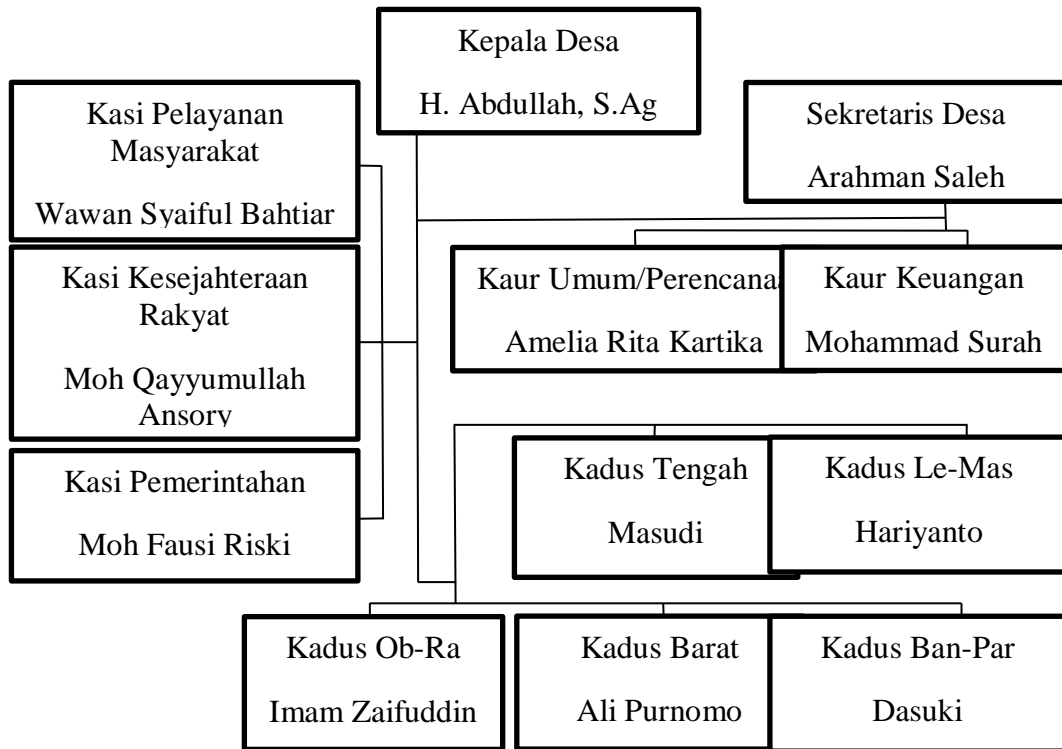 Kepala Desa
H. Abdullah, S.Ag
Kasi Pelayanan
Masyarakat
Wawan Syaiful Bahtiar
Sekretaris Desa
Arahman Saleh
Kasi Kesejahteraan
Rakyat
Moh Qayyumullah
Ansory
Kaur Umum/Perencanaa
Amelia Rita Kartika
Kaur Keuangan
Mohammad Surah
Kasi Pemerintahan
Moh Fausi Riski
Kadus Tengah
Masudi
Kadus Le-Mas
Hariyanto
Kadus Ob-Ra
Imam Zaifuddin
Kadus Barat
Ali Purnomo
Kadus Ban-Par
Dasuki